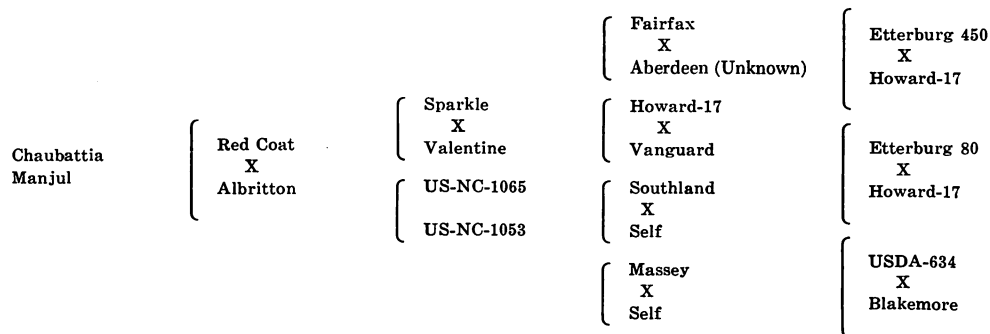 Chaubattia
Manjul
Red Coat
X
Albritton
Sparkle
X
Valentine
US-NC-1065
US-NC-1053
Fairfax
X
Aberdeen (Unknown)
Howard-17
X
Vanguard
Southland
X
Self
Massey
X
Self
Etterburg 450
X
Howard-17
Etterburg 80
X
Howard-17
USDA-634
X
Blakemore